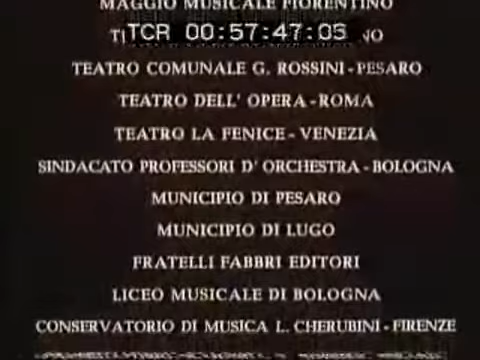 MAGGIO MUSICALE FIORENTINO
TCR 00:57:47:05
TEATRO COMUNALE G. ROSSINI - PESARO
TEATRO DELL' OPERA - ROMA
TEATRO LA FENICE - VENEZIA
SINDACATO PROFESSORI D' ORCHESTRA - BOLOGNA
MUNICIPIO DI PESARO
MUNICIPIO DI LUGO
FRATELLI FABBRI EDITORI
LICEO MUSICALE DI BOLOGNA
CONSERVATORIO DI MUSICA L. CHERUBINI - FIRENZE